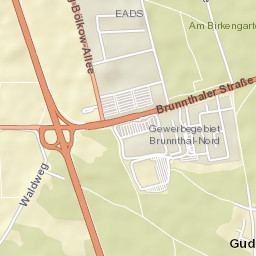 EADS
g-Bölkow-Allee
Am Birkengarte
Brunnthaler Straße
Gewerbegebiet
Brunnthal-Nord
Waldweg
Gud